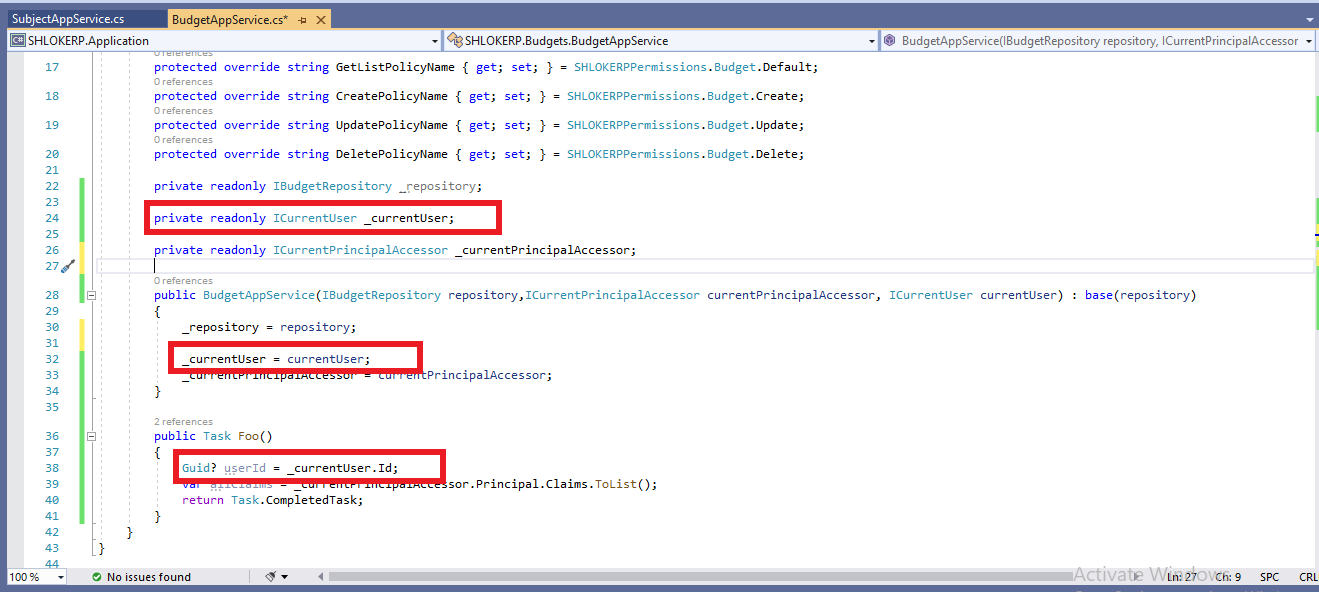 SubjectAppService.cs BudgetAppService.cs*
SHLOKERP.Application SHLOKERP.Budgets.BudgetAppService BudgetAppService(IBudgetRepository repository, ICurrentPrincipalAccessor
0 references
17 protected override string GetListPolicyName { get; set; } = SHLOKERPPermissions.Budget.Default;
0 references
18 protected override string CreatePolicyName { get; set; } = SHLOKERPPermissions.Budget.Create;
0 references
19 protected override string UpdatePolicyName { get; set; } = SHLOKERPPermissions.Budget.Update;
0 references
20 protected override string DeletePolicyName { get; set; } = SHLOKERPPermissions.Budget.Delete;
21
22 private readonly IBudgetRepository _repository;
23
24 private readonly ICurrentUser _currentUser;
25
26 private readonly ICurrentPrincipalAccessor _currentPrincipalAccessor;
27
0 references
28 public BudgetAppService(IBudgetRepository repository,ICurrentPrincipalAccessor currentPrincipalAccessor, ICurrentUser currentUser) : base(repository)
29 {
30 _repository = repository;
31
32 _currentUser = currentUser;
33 _currentPrincipalAccessor = currentPrincipalAccessor;
34 }
35
2 references
36 public Task Foo()
37 {
38 Guid? userId = _currentUser.Id;
39 var allClaims = _currentPrincipalAccessor.Principal.Claims.ToList();
40 return Task.CompletedTask;
41 }
42 }
43 }
44
100 % No issues found Ln: 27 Ch: 9 SPC CRL
Activate Windows